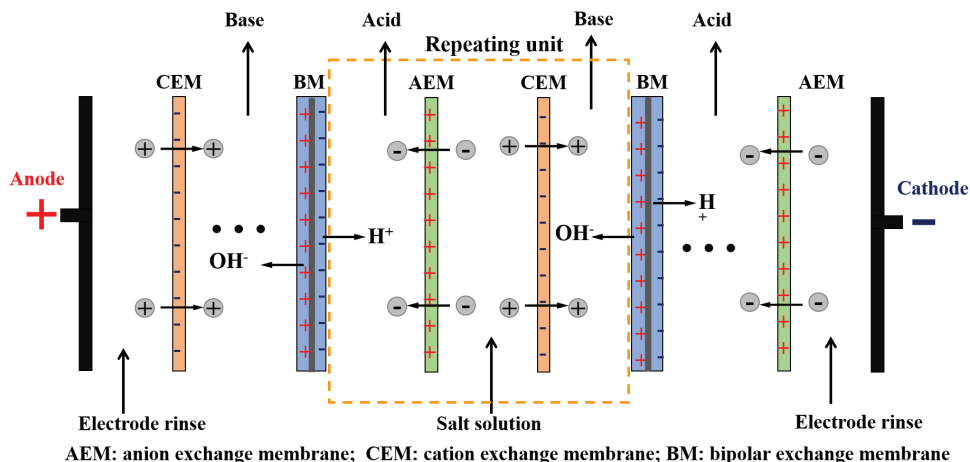 Base
Acid
Repeating unit
Base
Acid
CEM
BM
AEM
CEM
BM
AEM
Anode
+
Cathode
−
H⁺
OH⁻
OH⁻
H
+
• • •
• • •
Electrode rinse
Salt solution
Electrode rinse
AEM: anion exchange membrane; CEM: cation exchange membrane; BM: bipolar exchange membrane